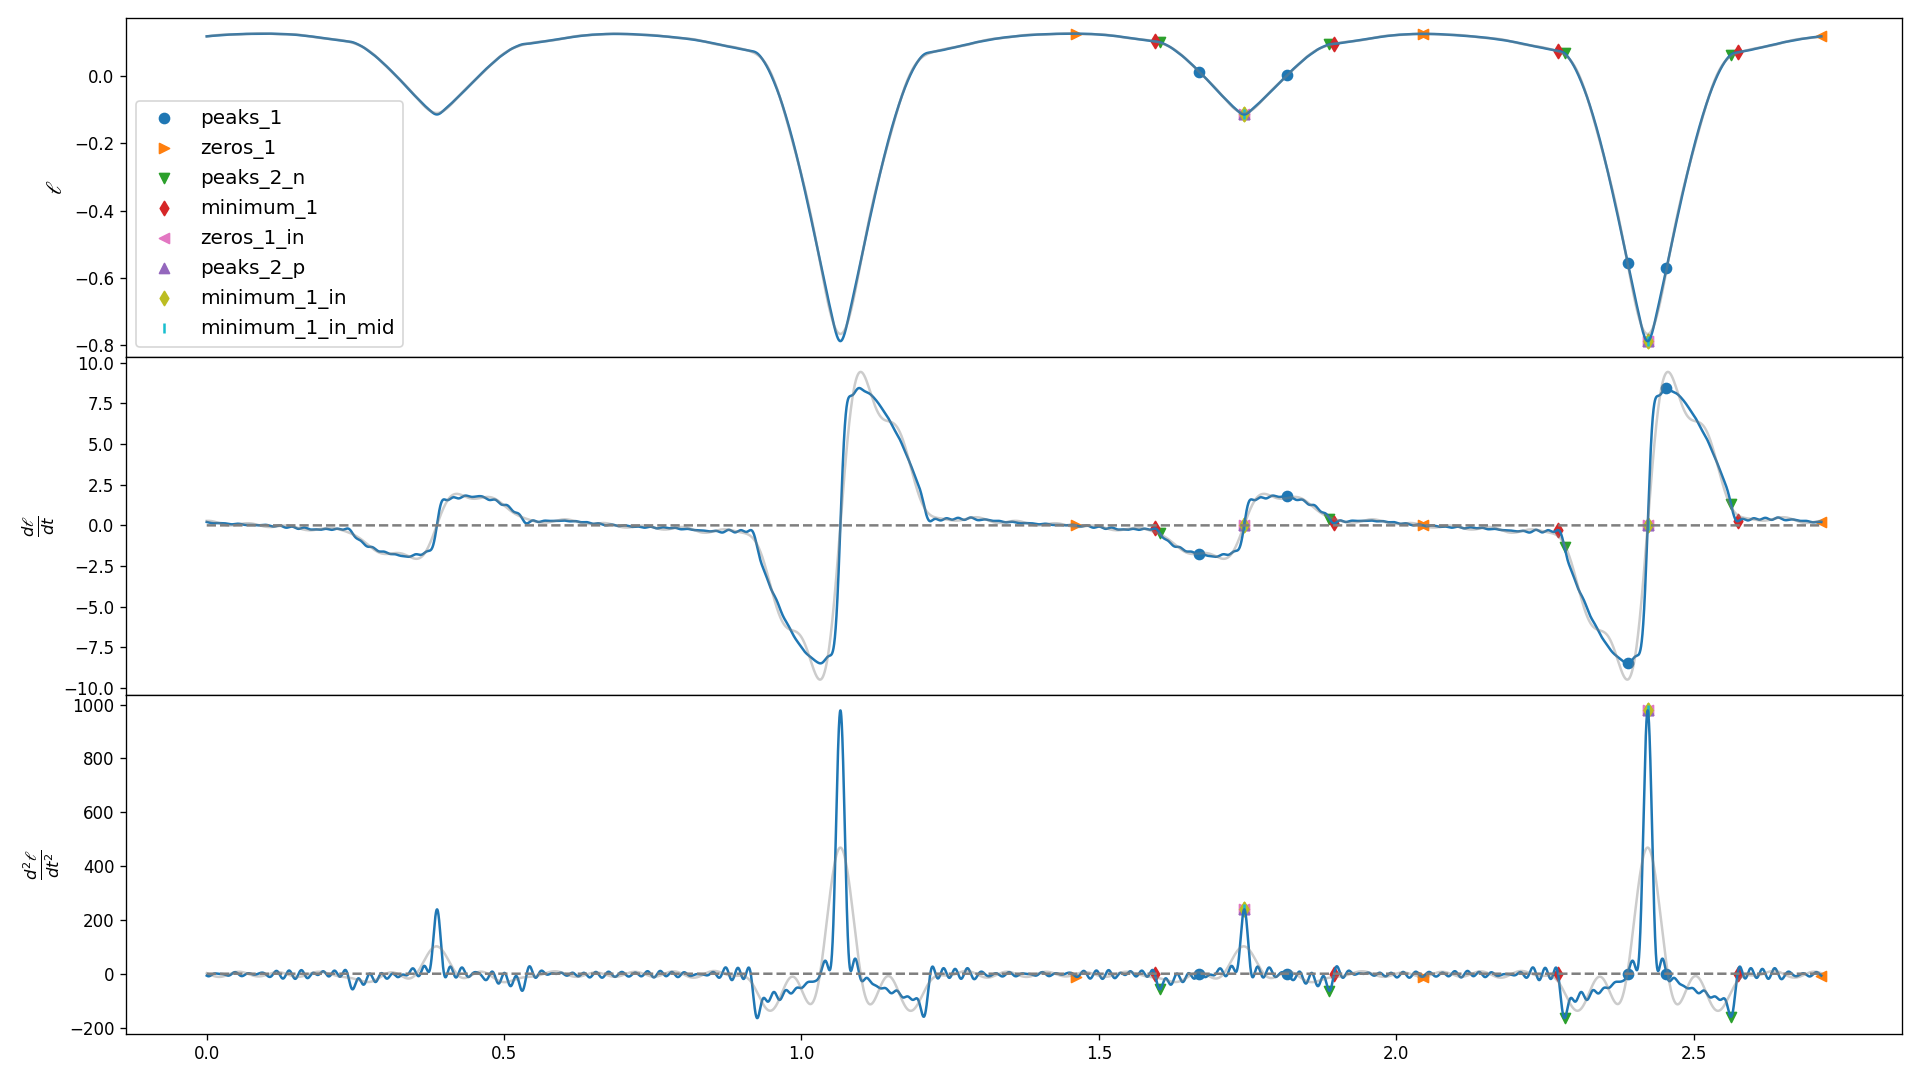 0.0
−0.2
−0.4
−0.6
−0.8
ℓ
peaks_1
zeros_1
peaks_2_n
minimum_1
zeros_1_in
peaks_2_p
minimum_1_in
minimum_1_in_mid
10.0
7.5
5.0
2.5
0.0
−2.5
−5.0
−7.5
−10.0
dℓ
dt
1000
800
600
400
200
0
−200
d²ℓ
dt²
0.0 0.5 1.0 1.5 2.0 2.5